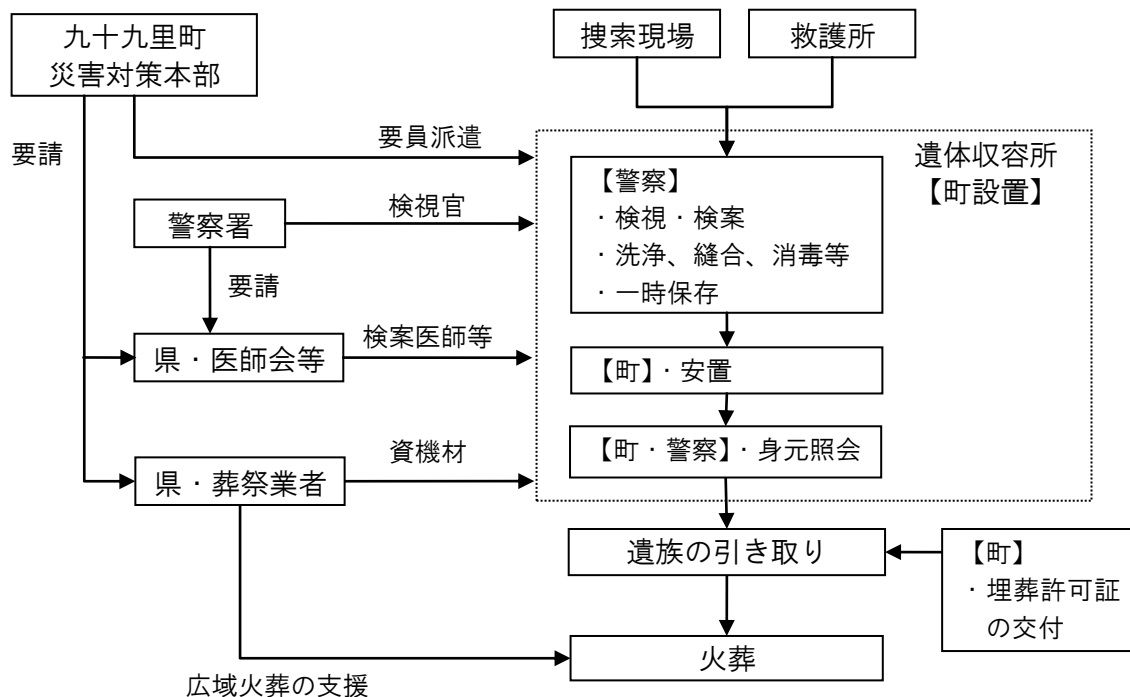 九十九里町
災害対策本部
捜索現場
救護所
要請
要員派遣
遺体収容所
【町設置】
【警察】
・検視・検案
・洗浄、縫合、消毒等
・一時保存
検視官
警察署
要請
検案医師等
県・医師会等
【町】・安置
【町・警察】・身元照会
資機材
県・葬祭業者
遺族の引き取り
【町】
・埋葬許可証
の交付
火葬
広域火葬の支援